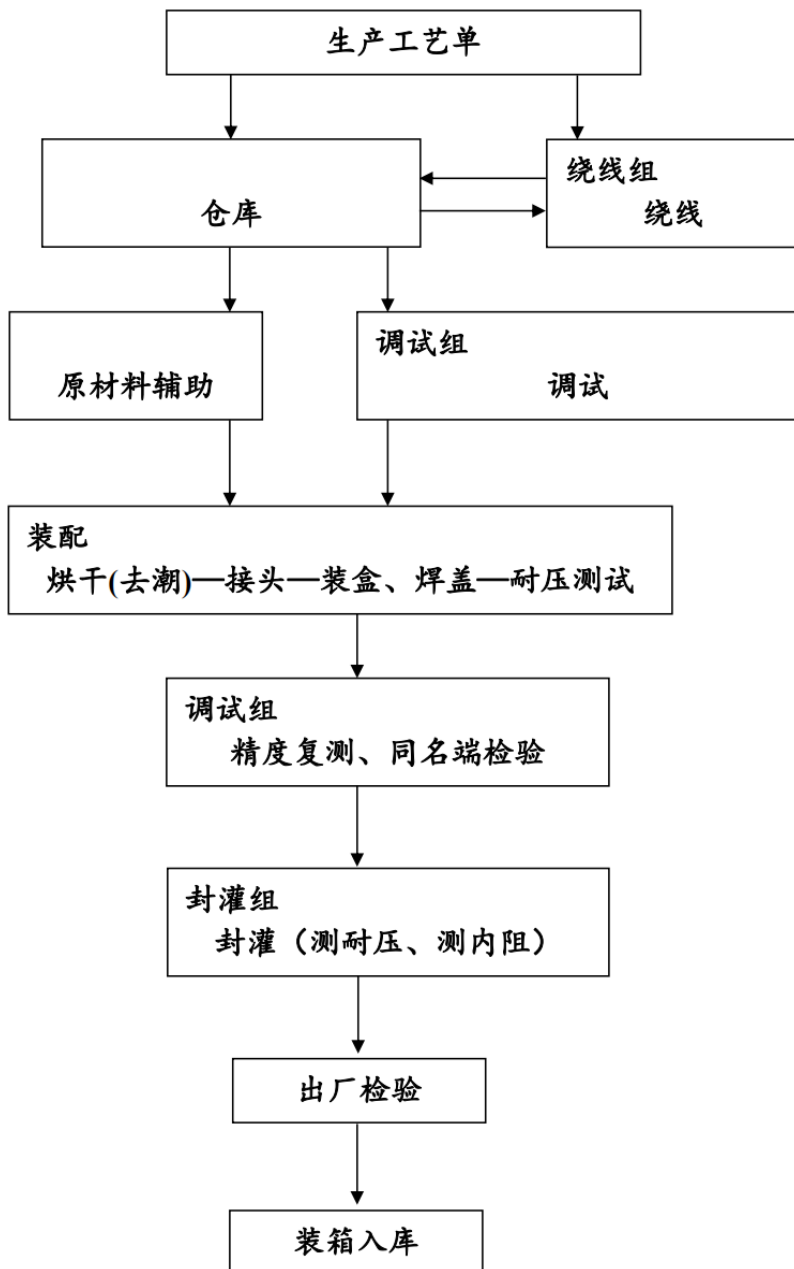 生产工艺单
绕线组
仓库
绕线
调试组
原材料辅助
调试
装配
烘干(去潮)—接头—装盒、焊盖—耐压测试
调试组
精度复测、同名端检验
封灌组
封灌（测耐压、测内阻）
出厂检验
装箱入库